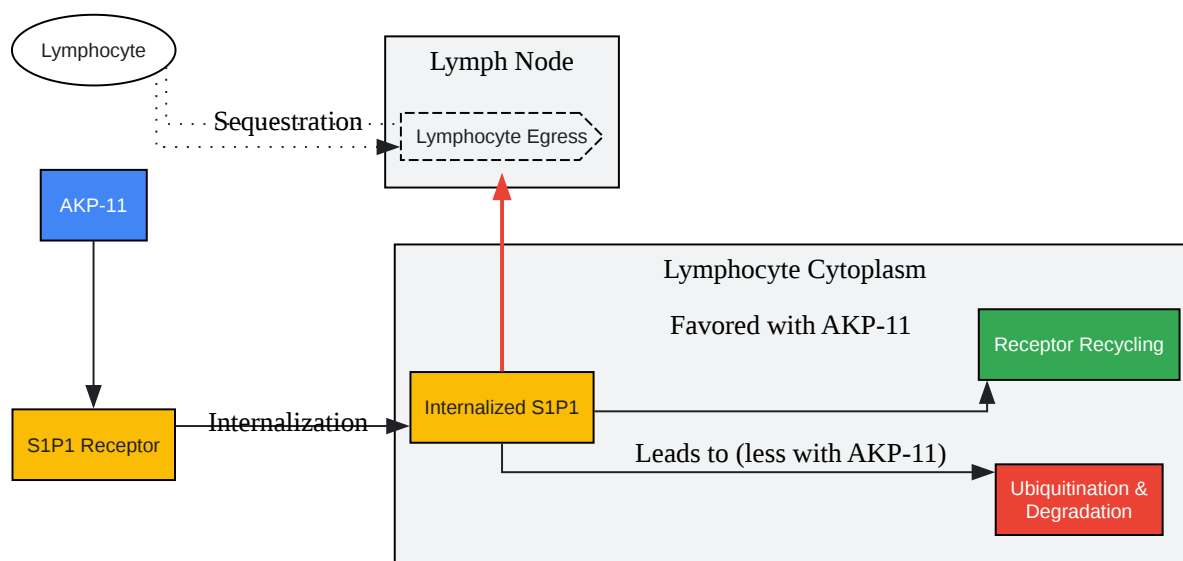 Lymphocyte
Lymph Node
Sequestration
Lymphocyte Egress
AKP-11
Lymphocyte Cytoplasm
Favored with AKP-11
Receptor Recycling
Internalized S1P1
Internalization
S1P1 Receptor
Leads to (less with AKP-11)
Ubiquitination &
Degradation